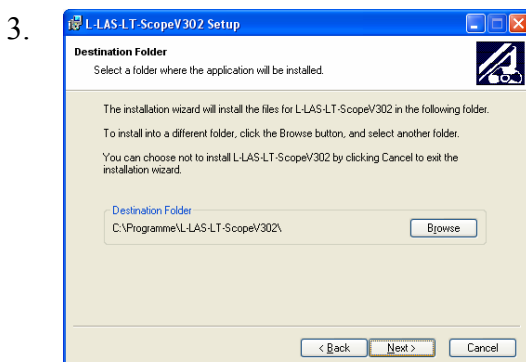 3.
L-LAS-LT-ScopeV302 Setup
Destination Folder
Select a folder where the application will be installed.
The installation wizard will install the files for L-LAS-LT-ScopeV302 in the following folder.
To install into a different folder, click the Browse button, and select another folder.
You can choose not to install L-LAS-LT-ScopeV302 by clicking Cancel to exit the
installation wizard.
Destination Folder
C:\Programme\L-LAS-LT-ScopeV302\
Browse
< Back
Next >
Cancel